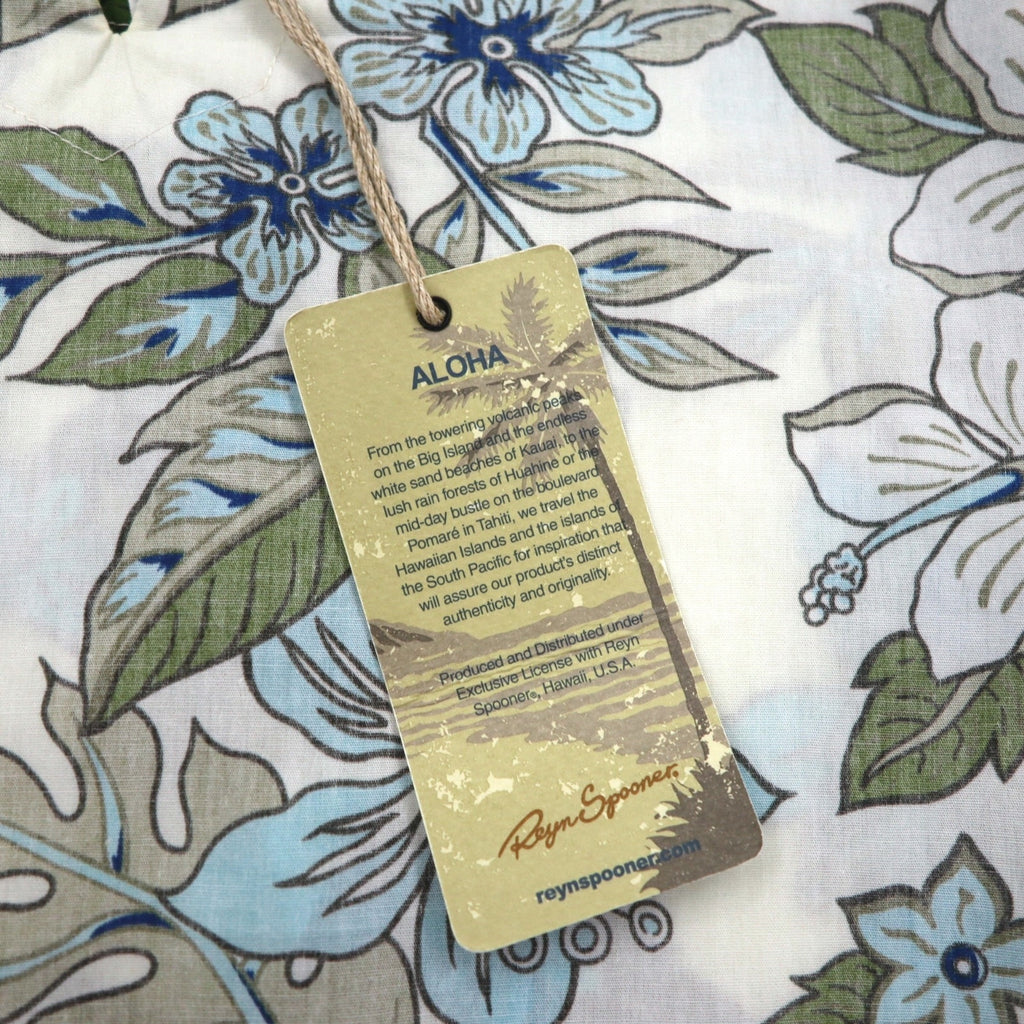 ALOHA
From the towering volcanic peaks
on the Big Island and the endless
white sand beaches of Kauai, to the
lush rain forests of Huahine or the
mid-day bustle on the boulevard
Pomaré in Tahiti, we travel the
Hawaiian Islands and the islands of
the South Pacific for inspiration that
will assure our product's distinct
authenticity and originality.
Produced and Distributed under
Exclusive License with Reyn
Spooner®, Hawaii, U.S.A.
Reyn Spooner.
reynspooner.com